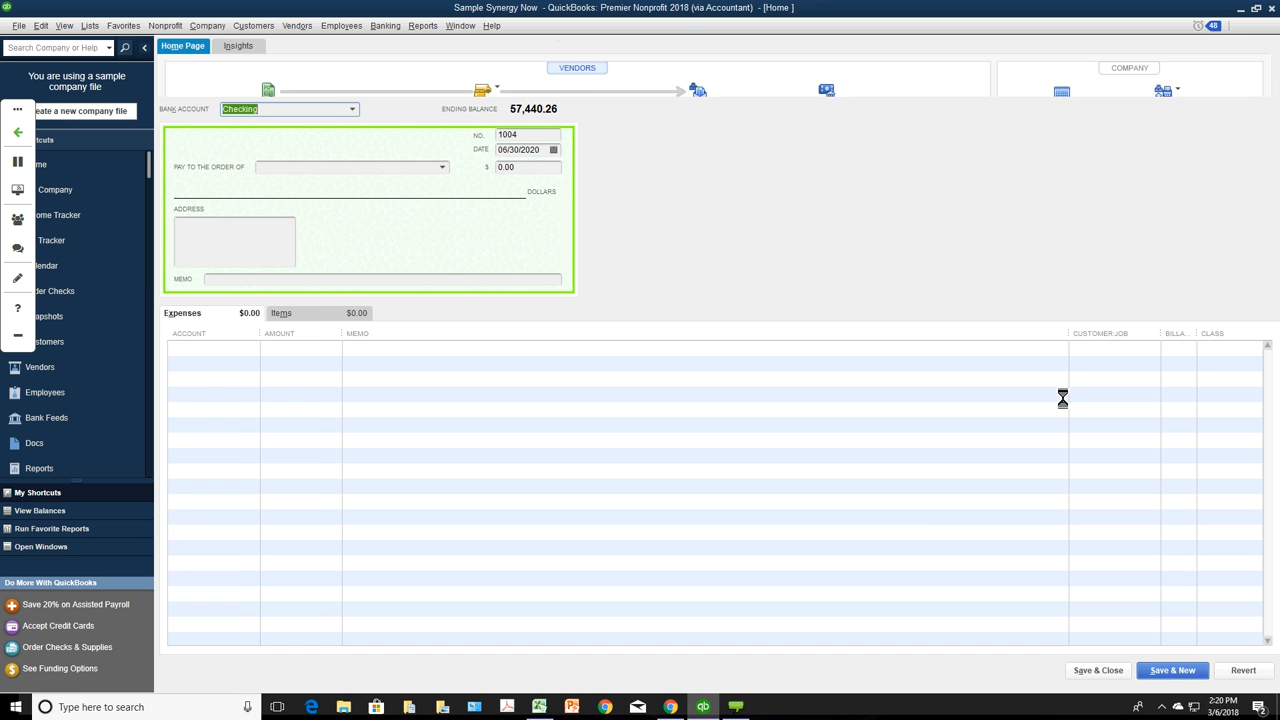 Sample Synergy Now - QuickBooks: Premier Nonprofit 2018 (via Accountant) - [Home ]
File Edit View Lists Favorites Nonprofit Company Customers Vendors Employees Banking Reports Window Help
48
Search Company or Help
Home Page Insights
You are using a sample
company file
eate a new company file
VENDORS COMPANY
BANK ACCOUNT Checking ENDING BALANCE 57,440.26
NO. 1004
DATE 06/30/2020
PAY TO THE ORDER OF $ 0.00
DOLLARS
ADDRESS
MEMO
Expenses $0.00 Items $0.00
ACCOUNT AMOUNT MEMO CUSTOMER:JOB BILLA... CLASS
tcuts
me
Company
ome Tracker
Tracker
lendar
der Checks
apshots
stomers
Vendors
Employees
Bank Feeds
Docs
Reports
My Shortcuts
View Balances
Run Favorite Reports
Open Windows
Do More With QuickBooks
Save 20% on Assisted Payroll
Accept Credit Cards
Order Checks & Supplies
$ See Funding Options
Save & Close Save & New Revert
Type here to search
2:20 PM
3/6/2018
2